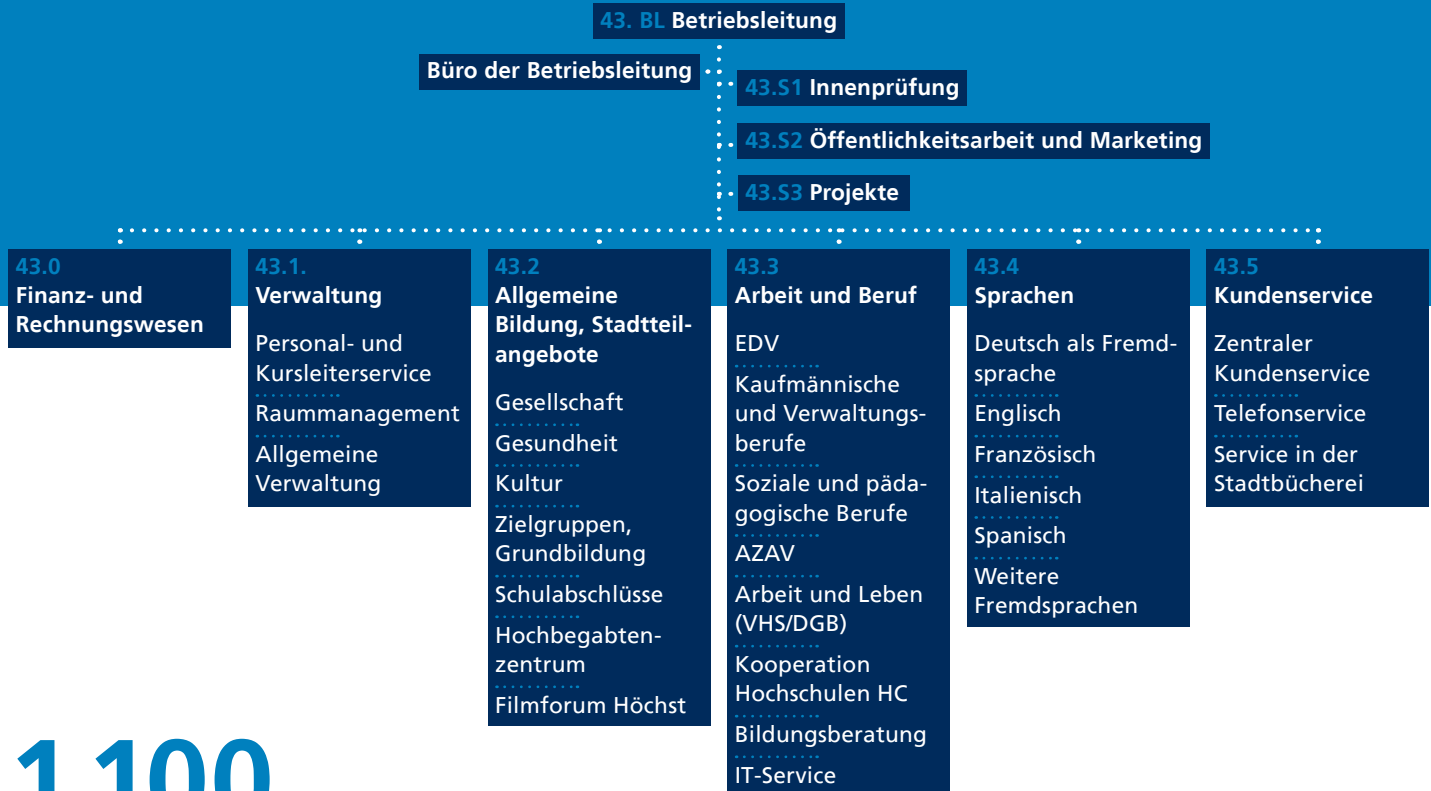 43. BL Betriebsleitung
Büro der Betriebsleitung
43.S1 Innenprüfung
43.S2 Öffentlichkeitsarbeit und Marketing
43.S3 Projekte
43.0
Finanz- und
Rechnungswesen
43.1.
Verwaltung
Personal- und
Kursleiterservice
Raummanagement
Allgemeine
Verwaltung
43.2
Allgemeine
Bildung, Stadtteil-
angebote
Gesellschaft
Gesundheit
Kultur
Zielgruppen,
Grundbildung
Schulabschlüsse
Hochbegabten-
zentrum
Filmforum Höchst
43.3
Arbeit und Beruf
EDV
Kaufmännische
und Verwaltungs-
berufe
Soziale und päda-
gogische Berufe
AZAV
Arbeit und Leben
(VHS/DGB)
Kooperation
Hochschulen HC
Bildungsberatung
IT-Service
43.4
Sprachen
Deutsch als Fremd-
sprache
Englisch
Französisch
Italienisch
Spanisch
Weitere
Fremdsprachen
43.5
Kundenservice
Zentraler
Kundenservice
Telefonservice
Service in der
Stadtbücherei
1.100